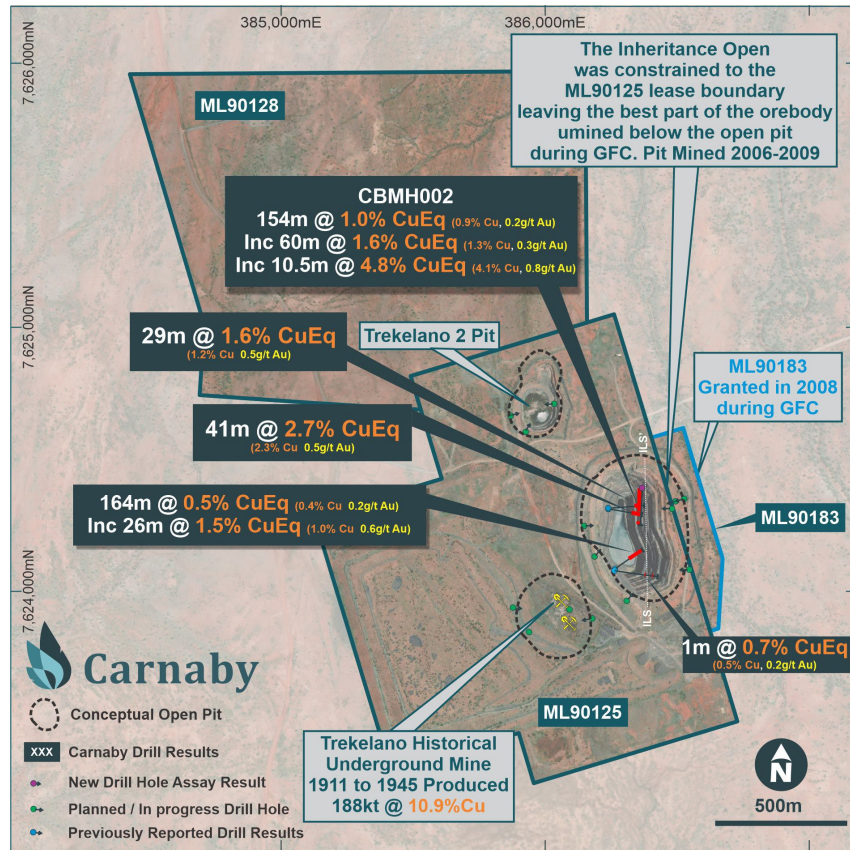 385,000mE
386,000mE
7,626,000mN
7,625,000mN
7,624,000mN
The Inheritance Open
was constrained to the
ML90125 lease boundary
leaving the best part of the orebody
umined below the open pit
during GFC. Pit Mined 2006-2009
ML90128
CBMH002
154m @ 1.0% CuEq (0.9% Cu, 0.2g/t Au)
Inc 60m @ 1.6% CuEq (1.3% Cu, 0.3g/t Au)
Inc 10.5m @ 4.8% CuEq (4.1% Cu, 0.8g/t Au)
29m @ 1.6% CuEq
(1.2% Cu 0.5g/t Au)
Trekelano 2 Pit
ML90183
Granted in 2008
during GFC
41m @ 2.7% CuEq
(2.3% Cu 0.5g/t Au)
ILS'
164m @ 0.5% CuEq (0.4% Cu 0.2g/t Au)
Inc 26m @ 1.5% CuEq (1.0% Cu 0.6g/t Au)
ML90183
ILS
1m @ 0.7% CuEq
(0.5% Cu, 0.2g/t Au)
Carnaby
ML90125
Conceptual Open Pit
XXX Carnaby Drill Results
New Drill Hole Assay Result
Planned / In progress Drill Hole
Previously Reported Drill Results
Trekelano Historical
Underground Mine
1911 to 1945 Produced
188kt @ 10.9%Cu
N
500m